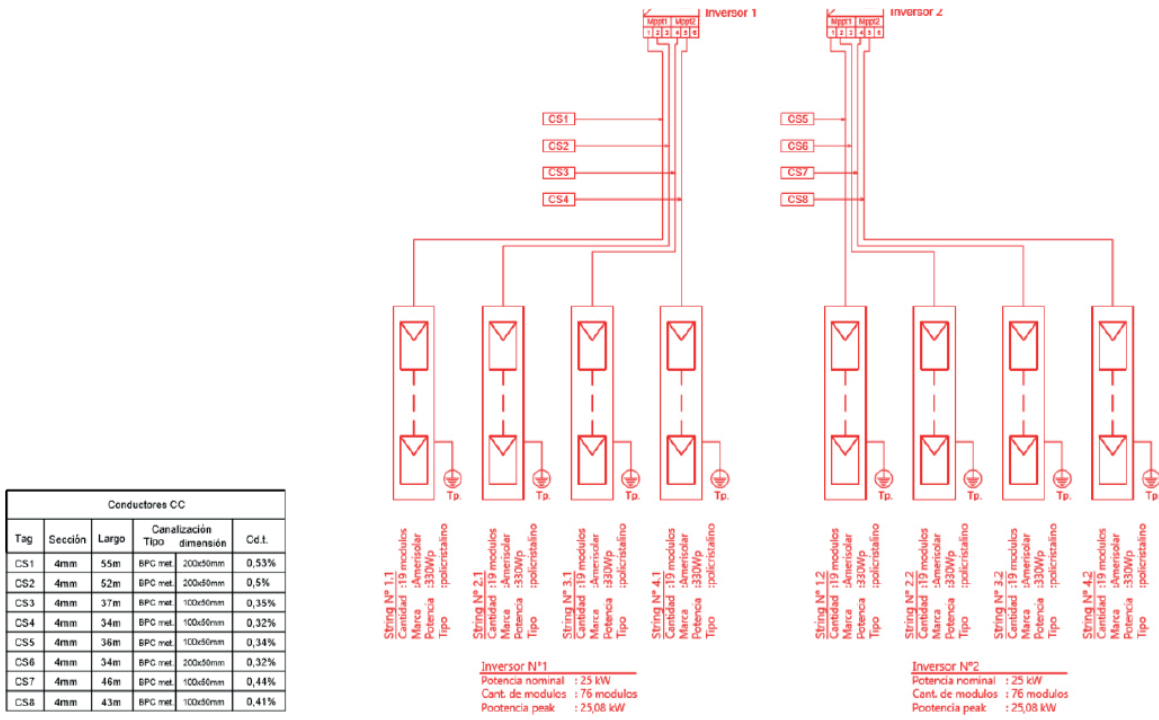 Inversor 1
Mppt1 Mppt2
1 2 3 4 5 6
Inversor 2
Mppt1 Mppt2
1 2 3 4 5 6
CS1
CS2
CS3
CS4
CS5
CS6
CS7
CS8
Tp.
Tp.
Tp.
Tp.
Tp.
Tp.
Tp.
Tp.
String N° 1.1
Cantidad :19 modulos
Marca :Amerisolar
Potencia :330Wp
Tipo :policristalino
String N° 2.1
Cantidad :19 modulos
Marca :Amerisolar
Potencia :330Wp
Tipo :policristalino
String N° 3.1
Cantidad :19 modulos
Marca :Amerisolar
Potencia :330Wp
Tipo :policristalino
String N° 4.1
Cantidad :19 modulos
Marca :Amerisolar
Potencia :330Wp
Tipo :policristalino
String N° 1.2
Cantidad :19 modulos
Marca :Amerisolar
Potencia :330Wp
Tipo :policristalino
String N° 2.2
Cantidad :19 modulos
Marca :Amerisolar
Potencia :330Wp
Tipo :policristalino
String N° 3.2
Cantidad :19 modulos
Marca :Amerisolar
Potencia :330Wp
Tipo :policristalino
String N° 4.2
Cantidad :19 modulos
Marca :Amerisolar
Potencia :330Wp
Tipo :policristalino
Inversor N°1
Potencia nominal : 25 kW
Cant. de modulos : 76 modulos
Pootencia peak : 25,08 kW
Inversor N°2
Potencia nominal : 25 kW
Cant. de modulos : 76 modulos
Pootencia peak : 25,08 kW
Conductores CC
Tag Sección Largo Canalización Tipo dimensión Cd.t.
CS1 4mm 55m BPC met. 200x50mm 0,53%
CS2 4mm 52m BPC met. 200x50mm 0,5%
CS3 4mm 37m BPC met. 100x50mm 0,35%
CS4 4mm 34m BPC met. 100x50mm 0,32%
CS5 4mm 36m BPC met. 100x50mm 0,34%
CS6 4mm 34m BPC met. 200x50mm 0,32%
CS7 4mm 46m BPC met. 100x50mm 0,44%
CS8 4mm 43m BPC met. 100x50mm 0,41%